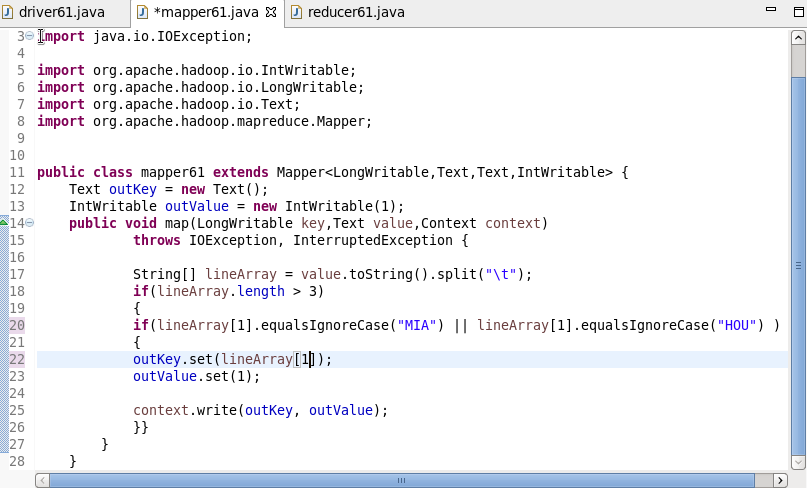 driver61.java *mapper61.java reducer61.java
3 import java.io.IOException;
4
5 import org.apache.hadoop.io.IntWritable;
6 import org.apache.hadoop.io.LongWritable;
7 import org.apache.hadoop.io.Text;
8 import org.apache.hadoop.mapreduce.Mapper;
9
10
11 public class mapper61 extends Mapper<LongWritable,Text,Text,IntWritable> {
12 Text outKey = new Text();
13 IntWritable outValue = new IntWritable(1);
14 public void map(LongWritable key,Text value,Context context)
15 throws IOException, InterruptedException {
16
17 String[] lineArray = value.toString().split("\t");
18 if(lineArray.length > 3)
19 {
20 if(lineArray[1].equalsIgnoreCase("MIA") || lineArray[1].equalsIgnoreCase("HOU") )
21 {
22 outKey.set(lineArray[1]);
23 outValue.set(1);
24
25 context.write(outKey, outValue);
26 }}
27 }
28 }